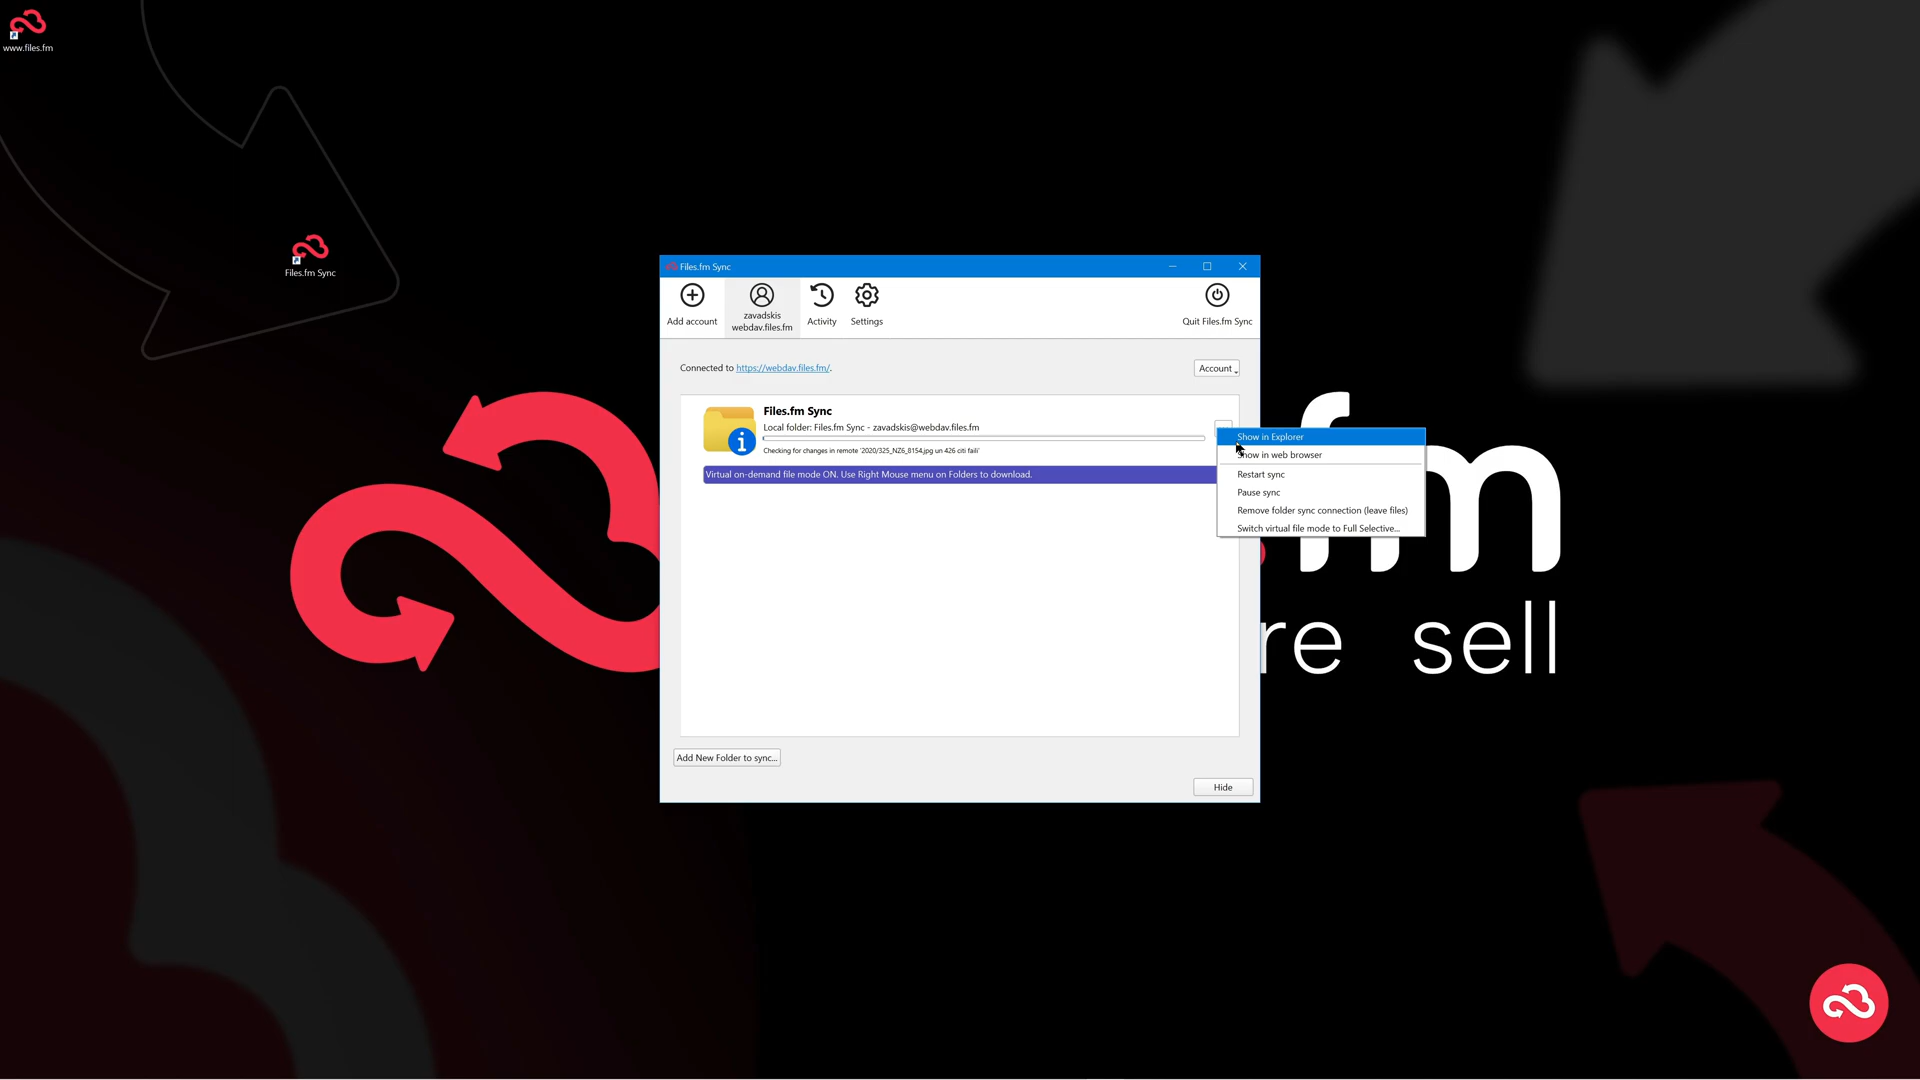 www.files.fm
Files.fm Sync
Files.fm Sync
Add account
zavadskis
webdav.files.fm
Activity
Settings
Quit Files.fm Sync
Connected to https://webdav.files.fm/.
Account
Files.fm Sync
Local folder: Files.fm Sync - zavadskis@webdav.files.fm
Checking for changes in remote '2020/325_NZ6_8154.jpg un 426 citi faili'
Virtual on-demand file mode ON. Use Right Mouse menu on Folders to download.
Show in Explorer
Show in web browser
Restart sync
Pause sync
Remove folder sync connection (leave files)
Switch virtual file mode to Full Selective...
Add New Folder to sync...
Hide
.fm
re sell